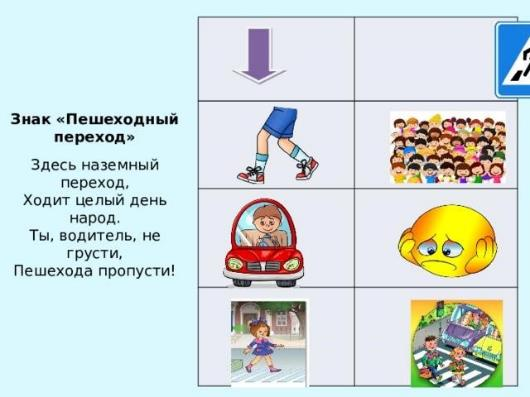 Знак «Пешеходный
переход»
Здесь наземный
переход,
Ходит целый день
народ.
Ты, водитель, не
грусти,
Пешехода пропусти!